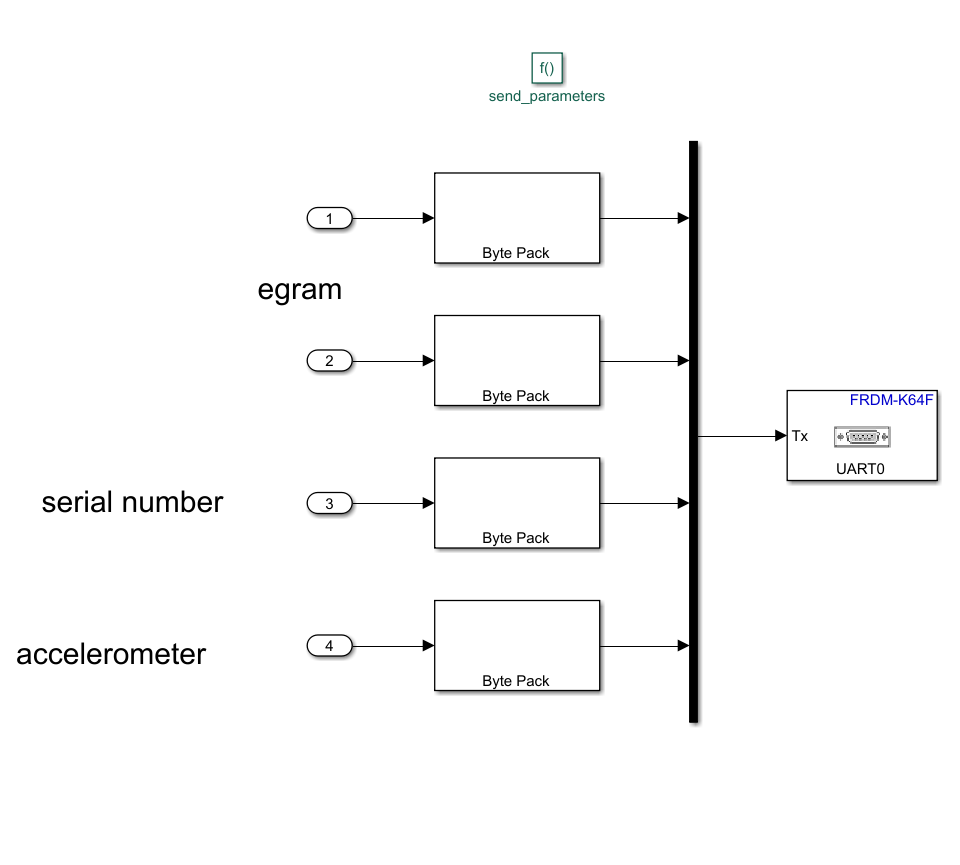 f()
send_parameters
1
Byte Pack
egram
2
Byte Pack
FRDM-K64F
Tx
UART0
serial number
3
Byte Pack
accelerometer
4
Byte Pack